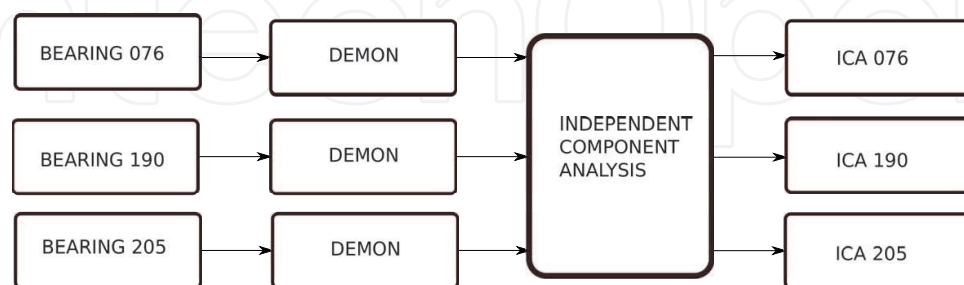 BEARING 076
DEMON
ICA 076
INDEPENDENT
COMPONENT
ANALYSIS
BEARING 190
DEMON
ICA 190
BEARING 205
DEMON
ICA 205